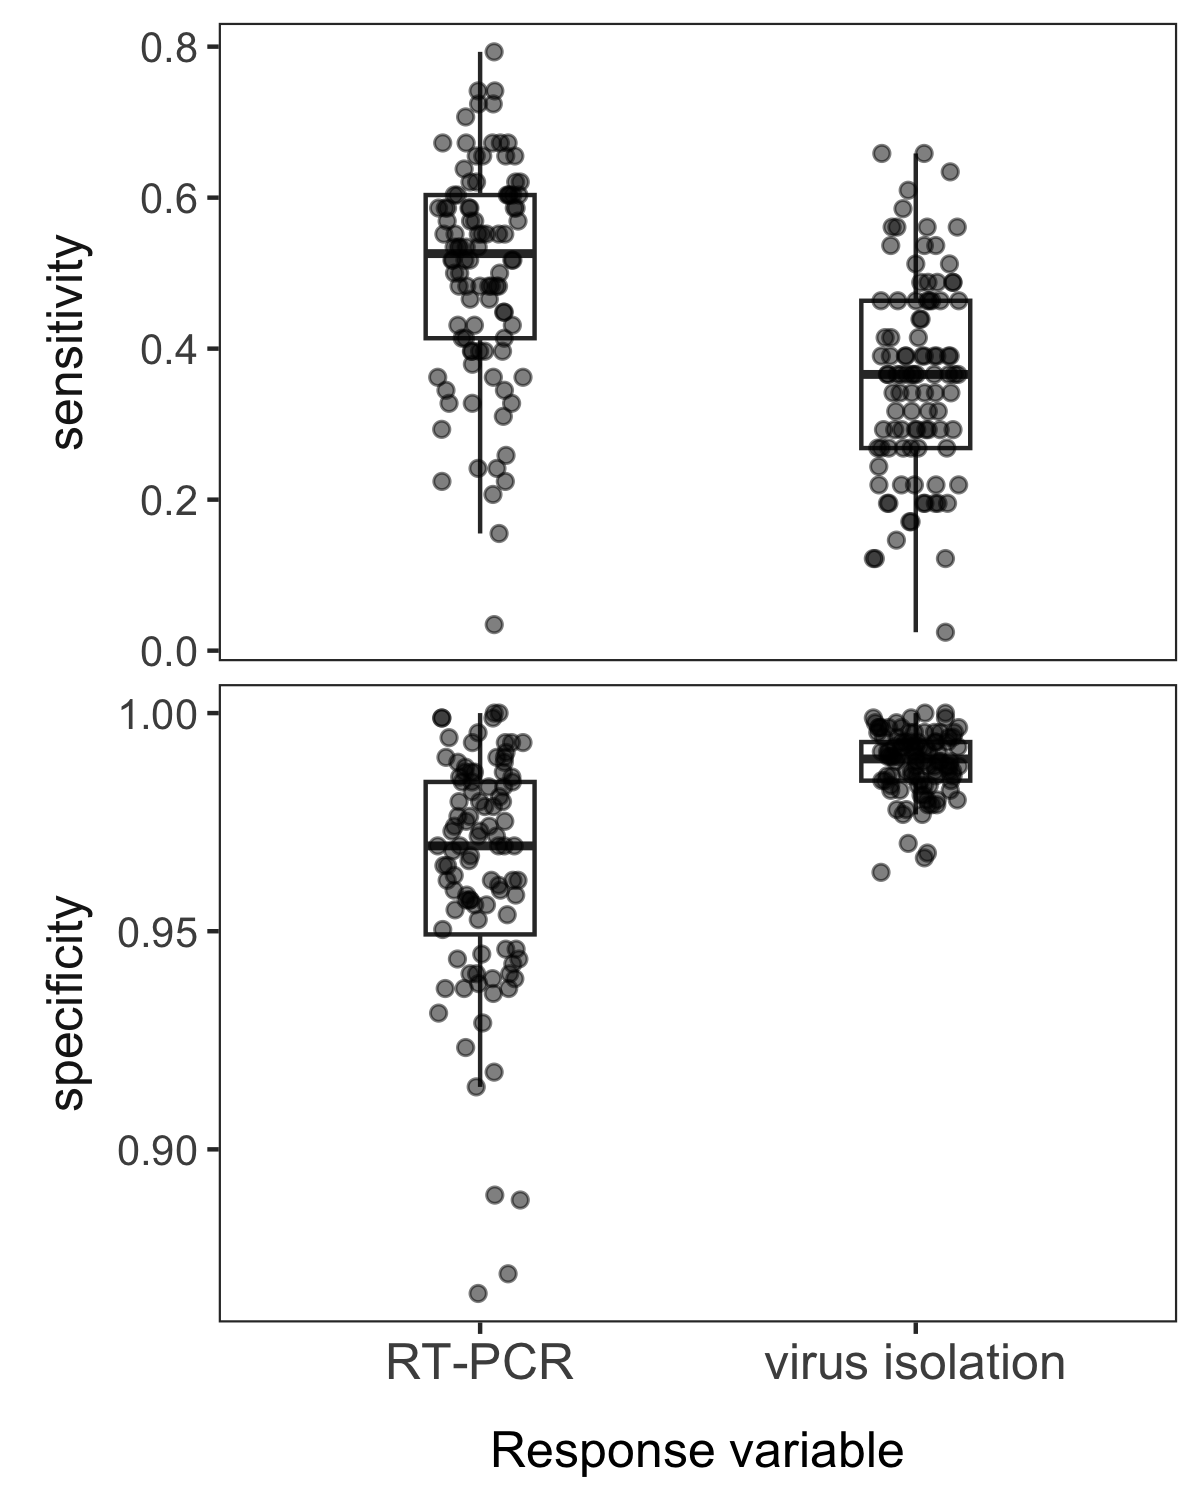 sensitivity
0.8
0.6
0.4
0.2
0.0
specificity
1.00
0.95
0.90
RT-PCR
virus isolation
Response variable